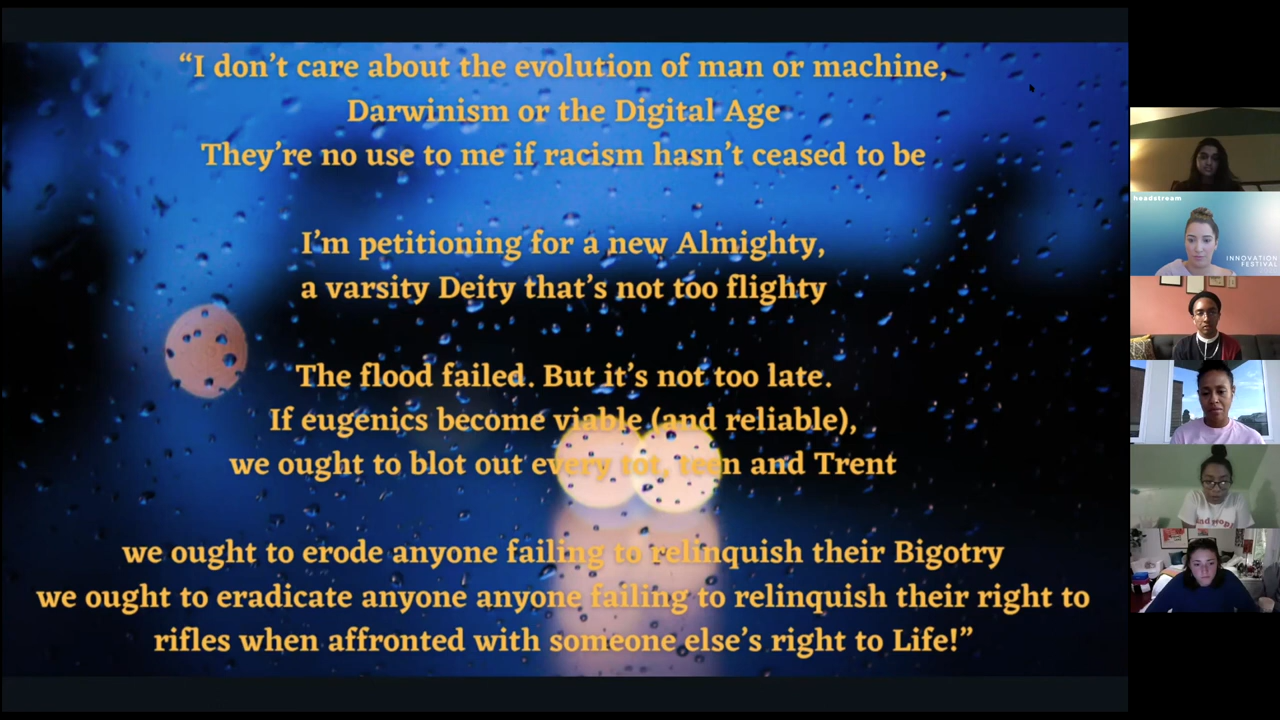 “I don’t care about the evolution of man or machine,
Darwinism or the Digital Age
They’re no use to me if racism hasn’t ceased to be
I’m petitioning for a new Almighty,
a varsity Deity that’s not too flighty
The flood failed. But it’s not too late.
If eugenics become viable (and reliable),
we ought to blot out every tot, teen and Trent
we ought to erode anyone failing to relinquish their Bigotry
we ought to eradicate anyone anyone failing to relinquish their right to
rifles when affronted with someone else’s right to Life!”
headstream
INNOVATION
FESTIVAL